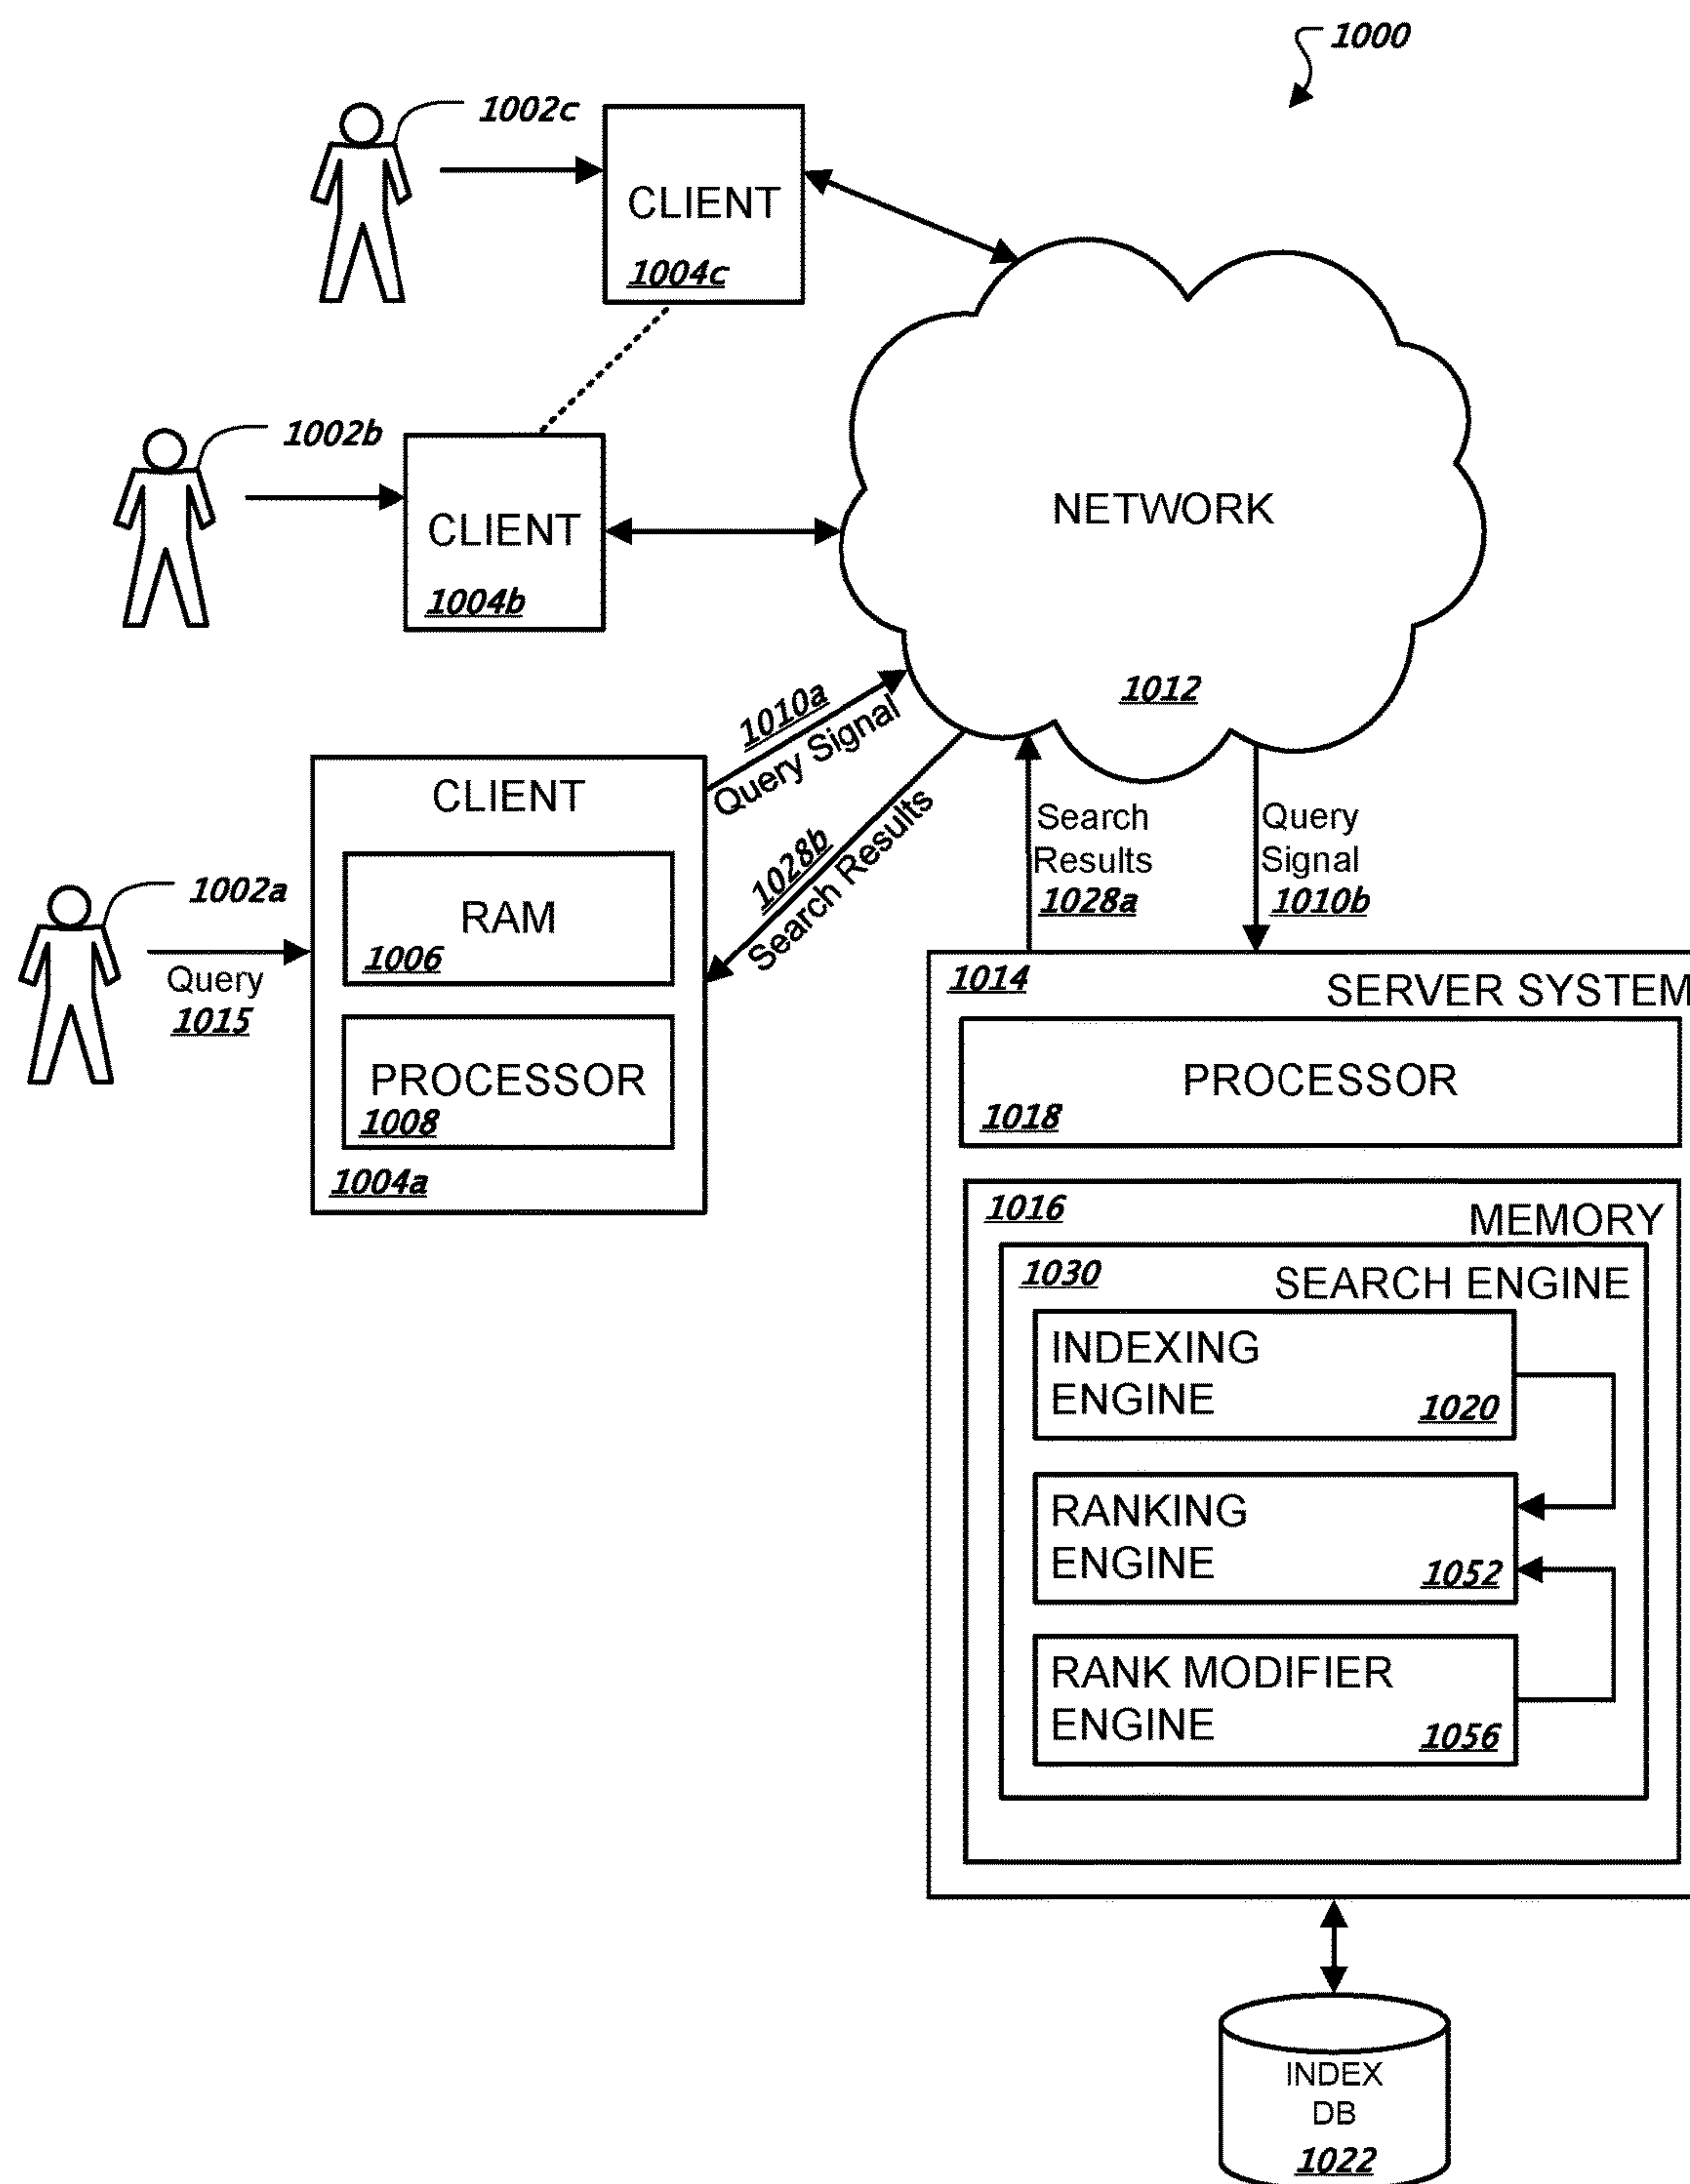 1000
1002c
CLIENT
1004c
1002b
CLIENT
1004b
NETWORK
1012
1010a
Query Signal
1028b
Search Results
Search
Results
1028a
Query
Signal
1010b
1002a
Query
1015
CLIENT
RAM
1006
PROCESSOR
1008
1004a
1014
SERVER SYSTEM
PROCESSOR
1018
1016
MEMORY
1030
SEARCH ENGINE
INDEXING
ENGINE
1020
RANKING
ENGINE
1052
RANK MODIFIER
ENGINE
1056
INDEX
DB
1022